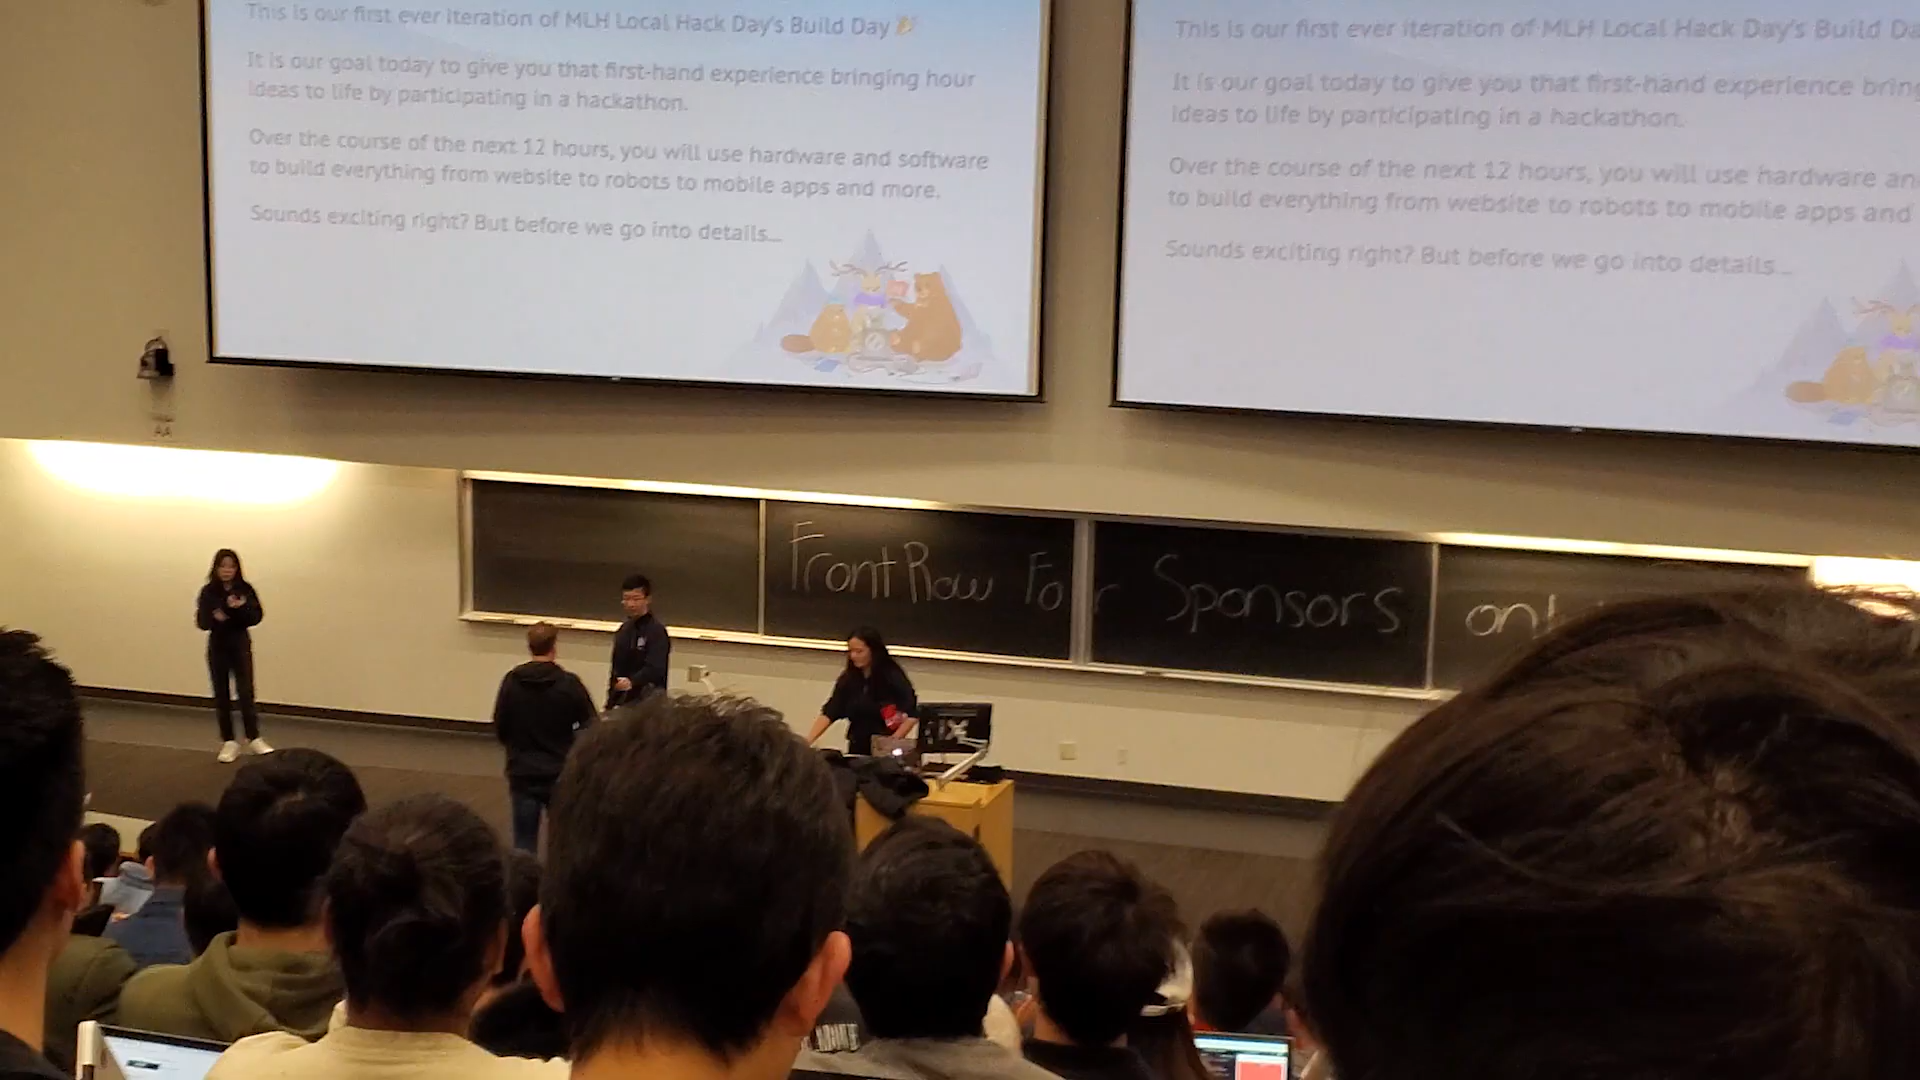 This is our first ever iteration of MLH Local Hack Day's Build Day 🎉
It is our goal today to give you that first-hand experience bringing hour
ideas to life by participating in a hackathon.
Over the course of the next 12 hours, you will use hardware and software
to build everything from website to robots to mobile apps and more.
Sounds exciting right? But before we go into details...
This is our first ever iteration of MLH Local Hack Day's Build Da
It is our goal today to give you that first-hand experience bring
ideas to life by participating in a hackathon.
Over the course of the next 12 hours, you will use hardware an
to build everything from website to robots to mobile apps and
Sounds exciting right? But before we go into details...
AA
Front Row For Sponsors onl